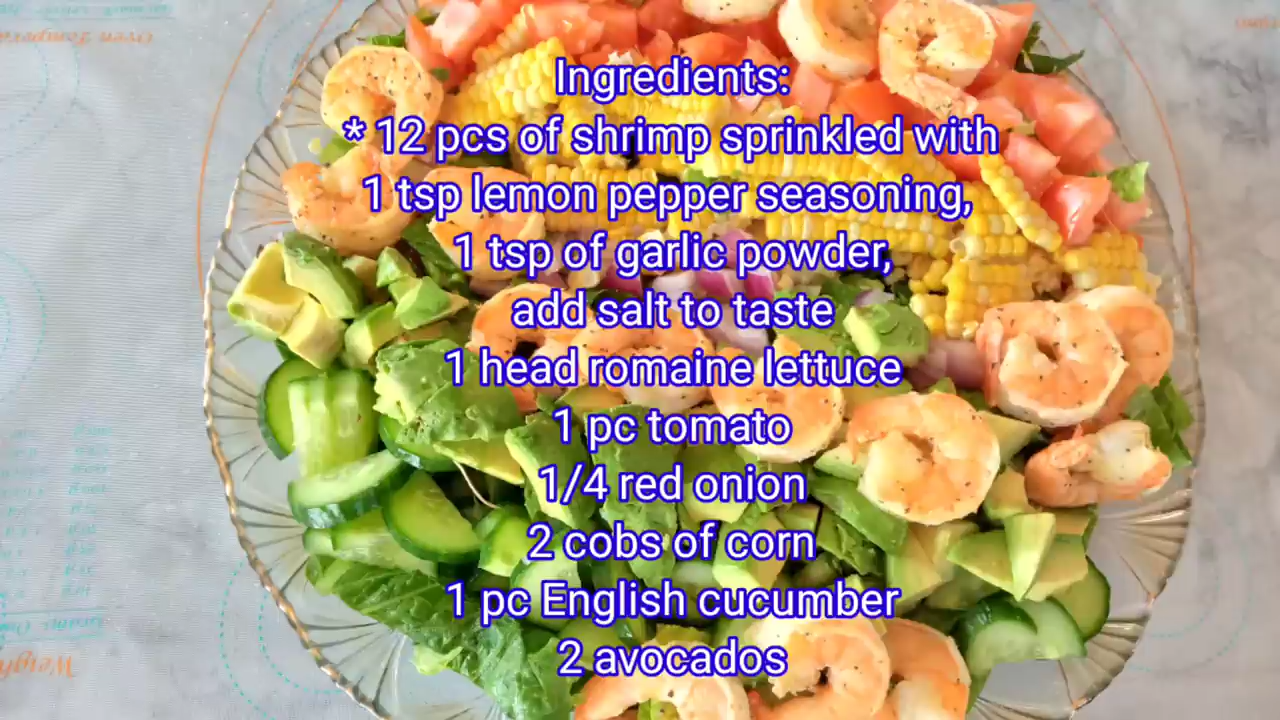 Ingredients:
* 12 pcs of shrimp sprinkled with
1 tsp lemon pepper seasoning,
1 tsp of garlic powder,
add salt to taste
1 head romaine lettuce
1 pc tomato
1/4 red onion
2 cobs of corn
1 pc English cucumber
2 avocados